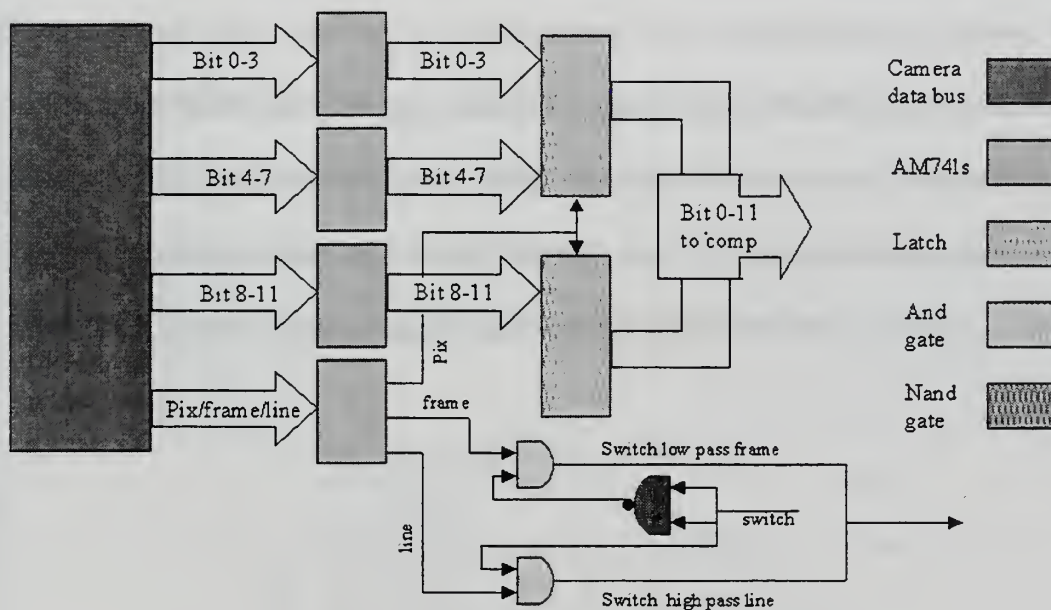 Bit 0-3
Bit 0-3
Bit 4-7
Bit 4-7
Bit 8-11
Bit 8-11
Pix/frame/line
Pix
frame
line
Bit 0-11
to comp
Switch low pass frame
switch
Switch high pass line
Camera
data bus
AM741s
Latch
And
gate
Nand
gate